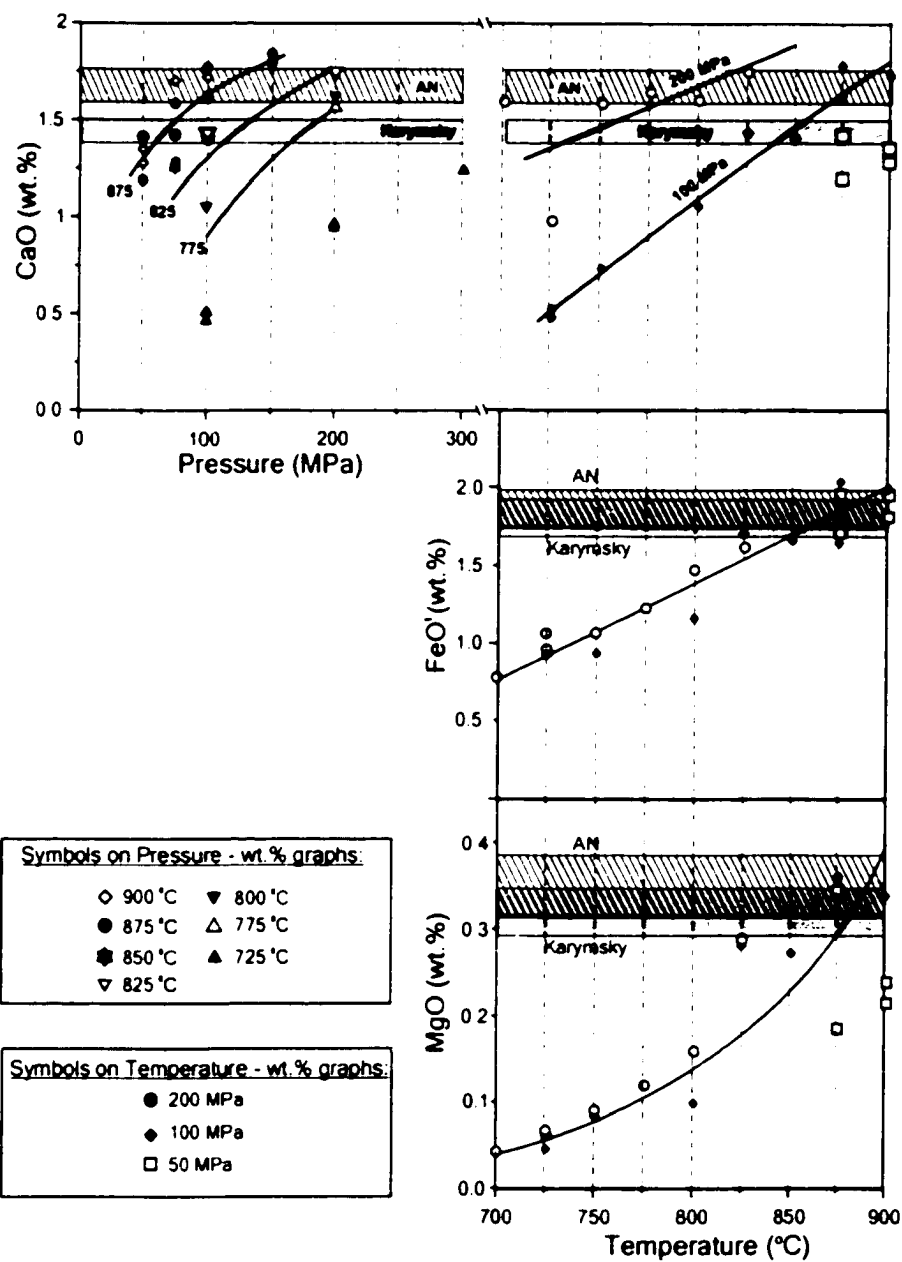 2
1.5
1
0.5
0.0
CaO (wt.%)
AN
Karymsky
875
825
775
0
100
200
300
Pressure (MPa)
200 MPa
AN
Karymsky
100 MPa
AN
2.0
Karymsky
1.5
1.0
0.5
FeO' (wt.%)
AN
0.4
0.3
Karymsky
0.2
0.1
0.0
MgO (wt.%)
700
750
800
850
900
Temperature (°C)
Symbols on Pressure - wt.% graphs:
900 °C
800 °C
875 °C
775 °C
850 °C
725 °C
825 °C
Symbols on Temperature - wt.% graphs:
200 MPa
100 MPa
50 MPa